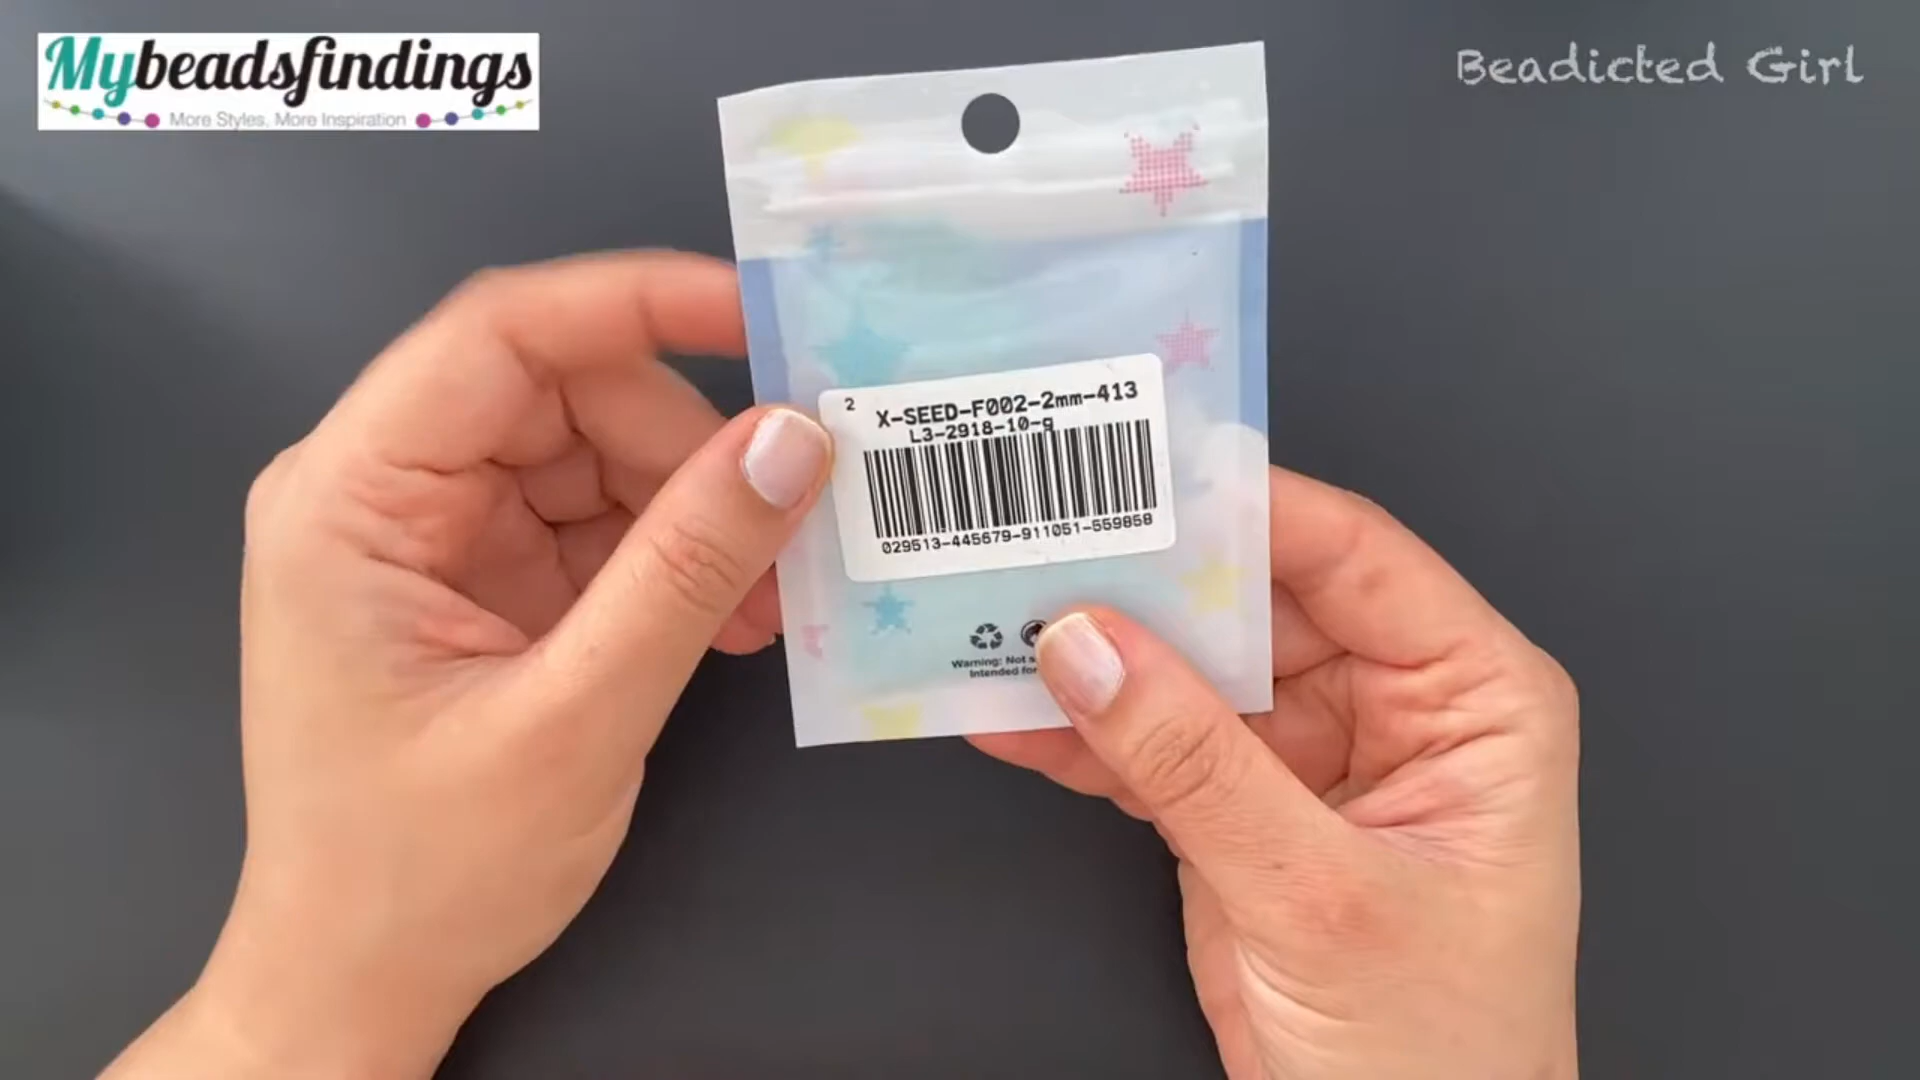 Mybeadsfindings
More Styles, More Inspiration
Beadicted Girl
2
X-SEED-F002-2mm-413
L3-2918-10-g
029513-445679-911051-559858
Warning: Not
Intended for